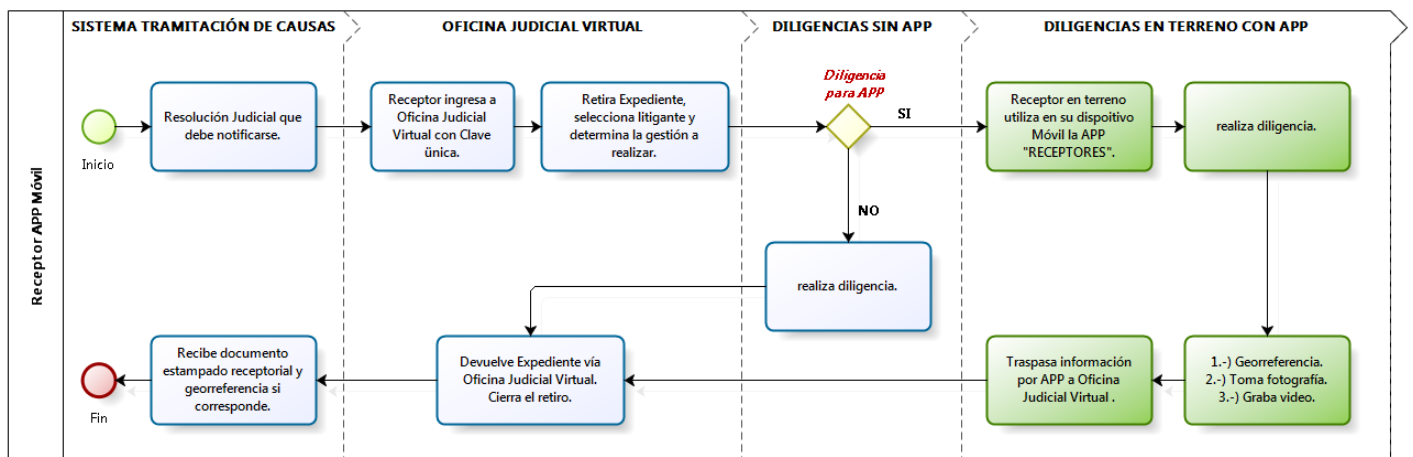 SISTEMA TRAMITACIÓN DE CAUSAS
OFICINA JUDICIAL VIRTUAL
DILIGENCIAS SIN APP
DILIGENCIAS EN TERRENO CON APP
Receptor APP Móvil
Inicio
Resolución Judicial que
debe notificarse.
Receptor ingresa a
Oficina Judicial
Virtual con Clave
ünica.
Retira Expediente,
selecciona litigante y
determina la gestión a
realizar.
Diligencia
para APP
SI
NO
Receptor en terreno
utiliza en su dispotivo
Móvil la APP
"RECEPTORES".
realiza diligencia.
realiza diligencia.
1.-) Georreferencia.
2.-) Toma fotografía.
3.-) Graba video.
Traspasa información
por APP a Oficina
Judicial Virtual .
Devuelve Expediente vía
Oficina Judicial Virtual.
Cierra el retiro.
Recibe documento
estampado receptorial y
georreferencia si
corresponde.
Fin